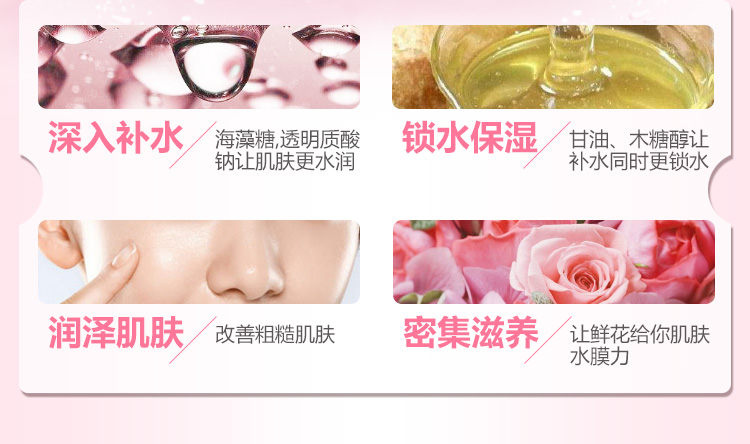 深入补水
海藻糖,透明质酸
钠让肌肤更水润
锁水保湿
甘油、木糖醇让
补水同时更锁水
润泽肌肤
改善粗糙肌肤
密集滋养
让鲜花给你肌肤
水膜力